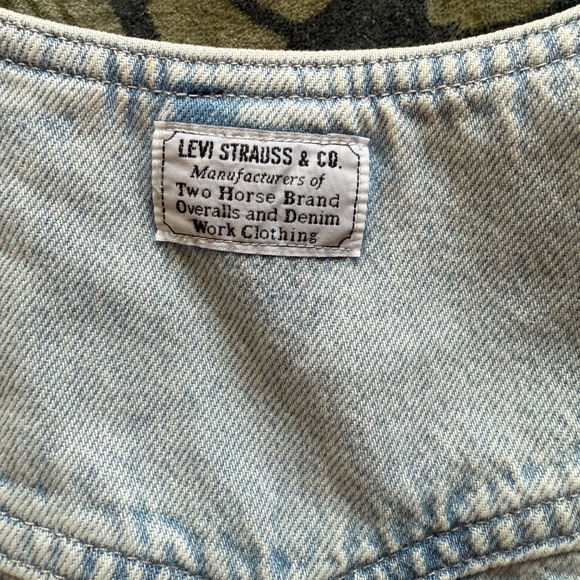 LEVI STRAUSS & CO.
Manufacturers of
Two Horse Brand
Overalls and Denim
Work Clothing